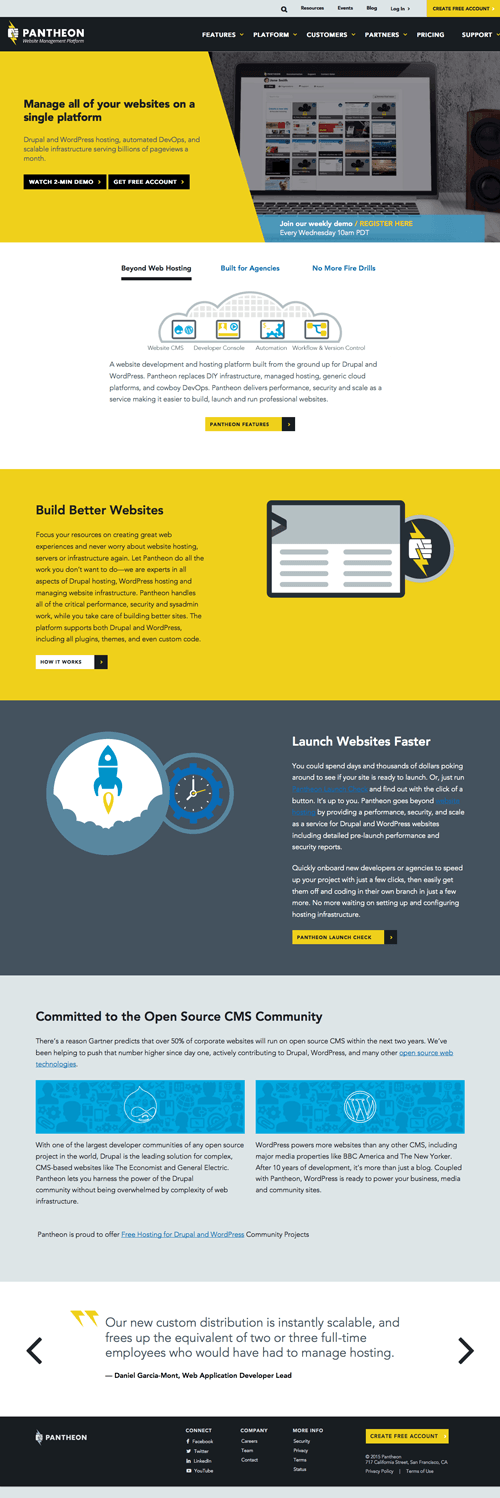 Resources Events Blog Log In CREATE FREE ACCOUNT
PANTHEON
Website Management Platform
FEATURES PLATFORM CUSTOMERS PARTNERS PRICING SUPPORT
Manage all of your websites on a
single platform
Drupal and WordPress hosting, automated DevOps, and
scalable infrastructure serving billions of pageviews a
month.
WATCH 2-MIN DEMO GET FREE ACCOUNT
Join our weekly demo / REGISTER HERE
Every Wednesday 10am PDT
Beyond Web Hosting Built for Agencies No More Fire Drills
Website CMS Developer Console Automation Workflow & Version Control
A website development and hosting platform built from the ground up for Drupal and
WordPress. Pantheon replaces DIY infrastructure, managed hosting, generic cloud
platforms, and cowboy DevOps. Pantheon delivers performance, security and scale as a
service making it easier to build, launch and run professional websites.
PANTHEON FEATURES
Build Better Websites
Focus your resources on creating great web
experiences and never worry about website hosting,
servers or infrastructure again. Let Pantheon do all the
work you don't want to do—we are experts in all
aspects of Drupal hosting, WordPress hosting and
managing website infrastructure. Pantheon handles
all of the critical performance, security and sysadmin
work, while you take care of building better sites. The
platform supports both Drupal and WordPress,
including all plugins, themes, and even custom code.
HOW IT WORKS
Launch Websites Faster
You could spend days and thousands of dollars poking
around to see if your site is ready to launch. Or, just run
and find out with the click of a
button. It's up to you. Pantheon goes beyond
by providing a performance, security, and scale
as a service for Drupal and WordPress websites
including detailed pre-launch performance and
security reports.
Quickly onboard new developers or agencies to speed
up your project with just a few clicks, then easily get
them off and coding in their own branch in just a few
more. No more waiting on setting up and configuring
hosting infrastructure.
PANTHEON LAUNCH CHECK
Committed to the Open Source CMS Community
There's a reason Gartner predicts that over 50% of corporate websites will run on open source CMS within the next two years. We've
been helping to push that number higher since day one, actively contributing to Drupal, WordPress, and many other open source web
technologies.
With one of the largest developer communities of any open source
project in the world, Drupal is the leading solution for complex,
CMS-based websites like The Economist and General Electric.
Pantheon lets you harness the power of the Drupal
community without being overwhelmed by complexity of web
infrastructure.
WordPress powers more websites than any other CMS, including
major media properties like BBC America and The New Yorker.
After 10 years of development, it's more than just a blog. Coupled
with Pantheon, WordPress is ready to power your business, media
and community sites.
Pantheon is proud to offer Free Hosting for Drupal and WordPress Community Projects
Our new custom distribution is instantly scalable, and
frees up the equivalent of two or three full-time
employees who would have had to manage hosting.
— Daniel Garcia-Mont, Web Application Developer Lead
PANTHEON
CONNECT
Facebook
Twitter
LinkedIn
YouTube
COMPANY
Careers
Team
Contact
MORE INFO
Security
Privacy
Terms
Status
CREATE FREE ACCOUNT
© 2015 Pantheon
717 California Street, San Francisco, CA
Privacy Policy | Terms of Use